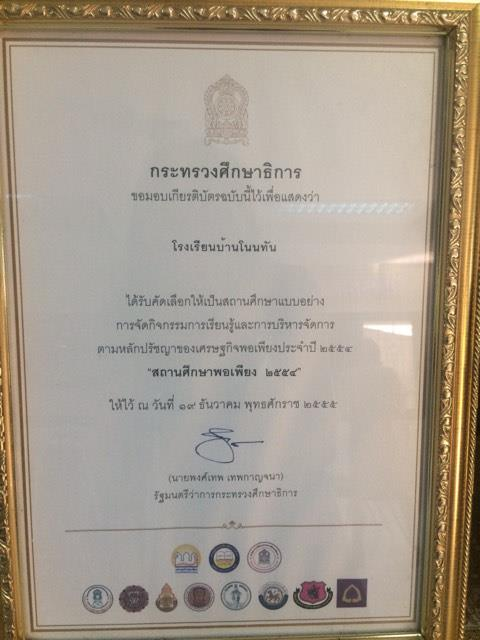 กระทรวงศึกษาธิการ
ขอมอบเกียรติบัตรฉบับนี้ไว้เพื่อแสดงว่า
โรงเรียนบ้านโนนทัน
ได้รับคัดเลือกให้เป็นสถานศึกษาแบบอย่าง
การจัดกิจกรรมการเรียนรู้และการบริหารจัดการ
ตามหลักปรัชญาของเศรษฐกิจพอเพียงประจำปี ๒๕๕๔
"สถานศึกษาพอเพียง ๒๕๕๔"
ให้ไว้ ณ วันที่ ๑๙ ธันวาคม พุทธศักราช ๒๕๕๕
(นายพงศ์เทพ เทพกาญจนา)
รัฐมนตรีว่าการกระทรวงศึกษาธิการ